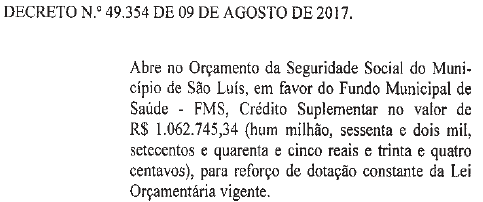 DECRETO N.º 49.354 DE 09 DE AGOSTO DE 2017.
Abre no Orçamento da Seguridade Social do Muni-
cípio de São Luís, em favor do Fundo Municipal de
Saúde - FMS, Crédito Suplementar no valor de
R$ 1.062.745,34 (hum milhão, sessenta e dois mil,
setecentos e quarenta e cinco reais e trinta e quatro
centavos), para reforço de dotação constante da Lei
Orçamentária vigente.